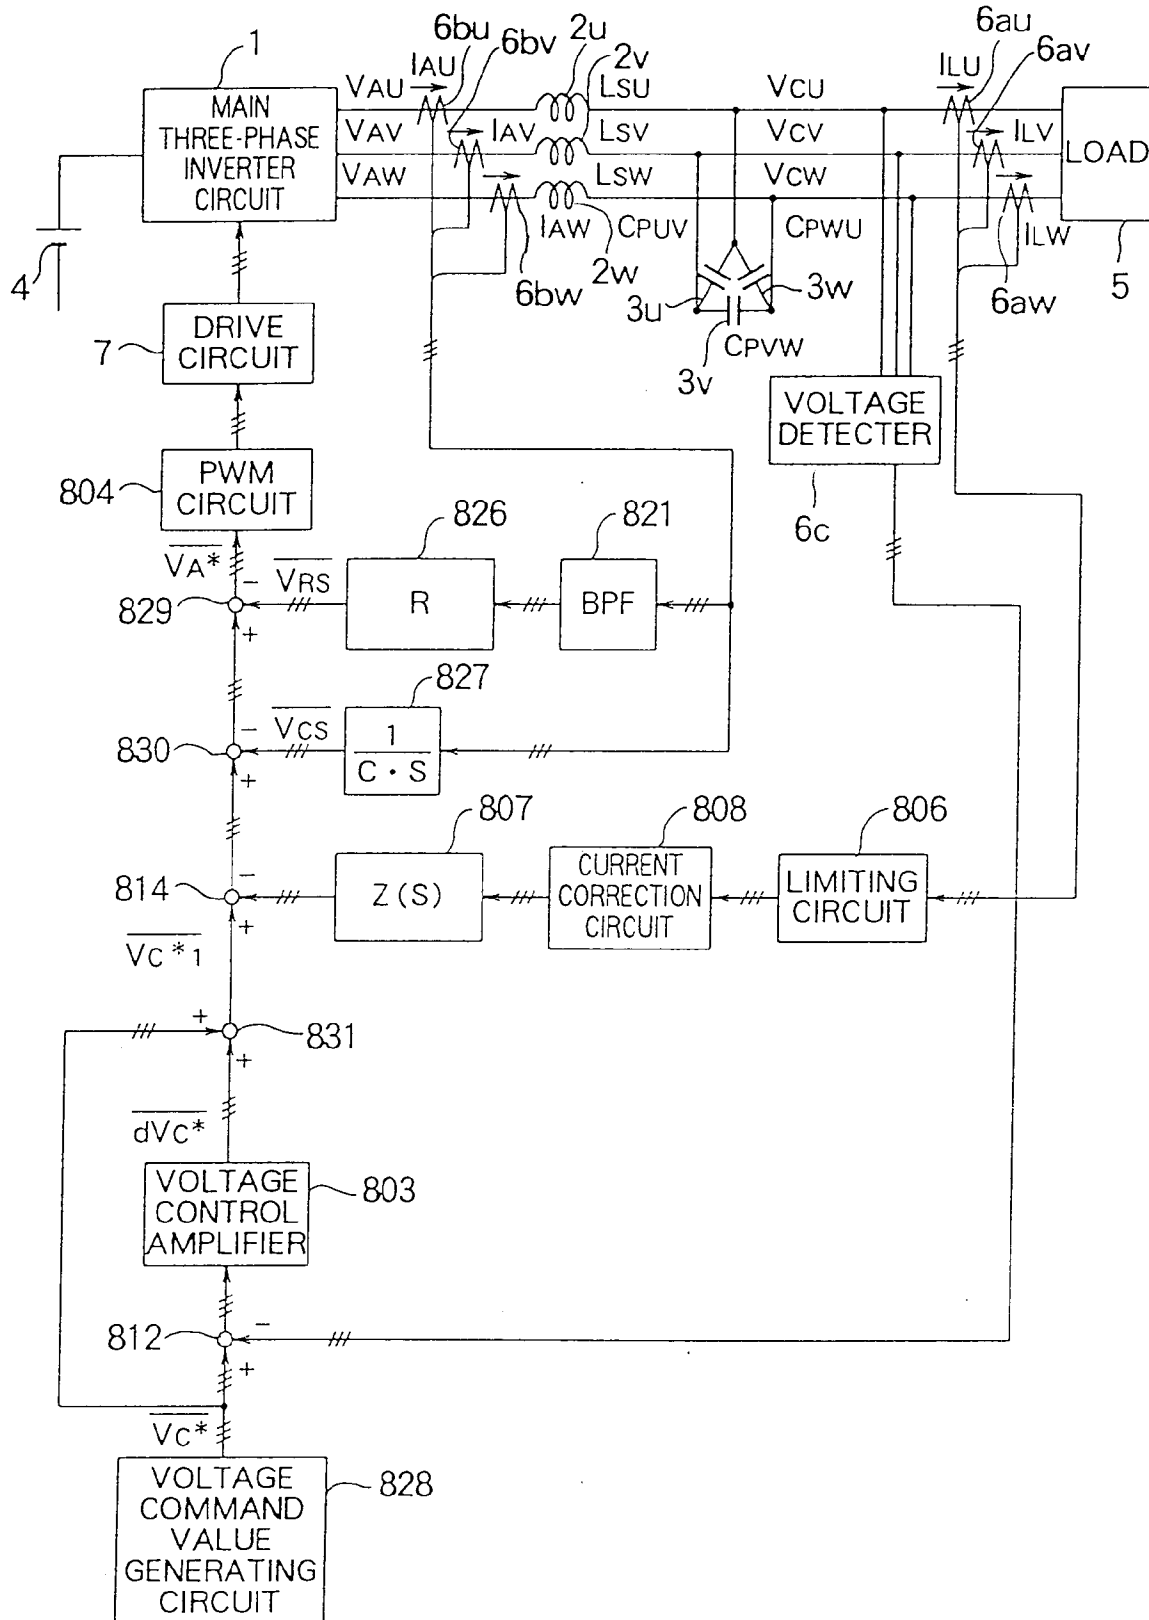 1
6bu
6bv
2u
2v
6au
6av
MAIN
THREE-PHASE
INVERTER
CIRCUIT
VAU
IAU
LSU
VCU
ILU
VAV
IAV
LSV
VCV
ILV
LOAD
VAW
LSW
VCW
IAW
CPUV
CPWU
ILW
4
6bw
2w
3u
3w
6aw
5
CPVW
3v
7
DRIVE
CIRCUIT
VOLTAGE
DETECTER
6c
804
PWM
CIRCUIT
826
821
VA*
−
VRS
R
BPF
829
+
827
−
VCS
1
C・S
830
+
807
808
806
−
Z(S)
CURRENT
CORRECTION
CIRCUIT
LIMITING
CIRCUIT
814
+
VC*1
+
831
+
dVC*
VOLTAGE
CONTROL
AMPLIFIER
803
812
−
+
VC*
VOLTAGE
COMMAND
VALUE
GENERATING
CIRCUIT
828